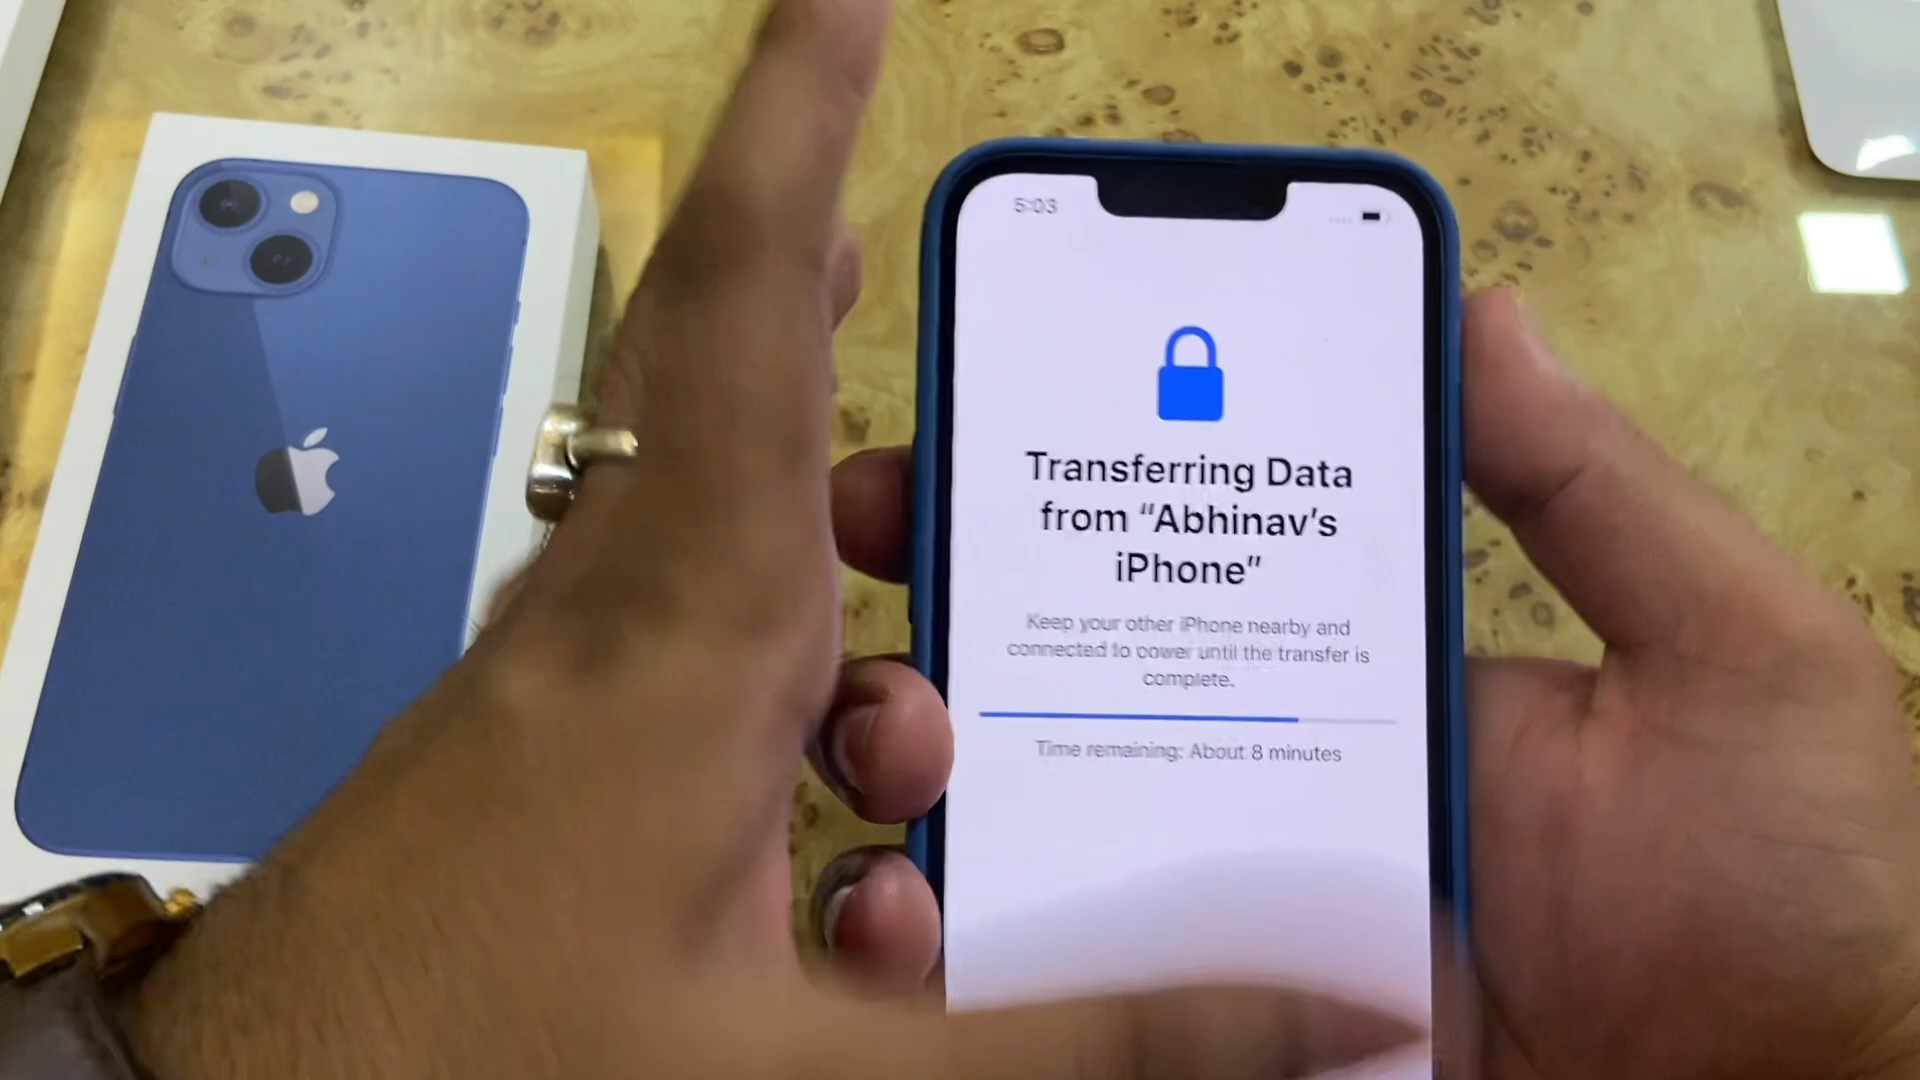 5:03
Transferring Data
from “Abhinav’s
iPhone”
Keep your other iPhone nearby and
connected to power until the transfer is
complete.
Time remaining: About 8 minutes